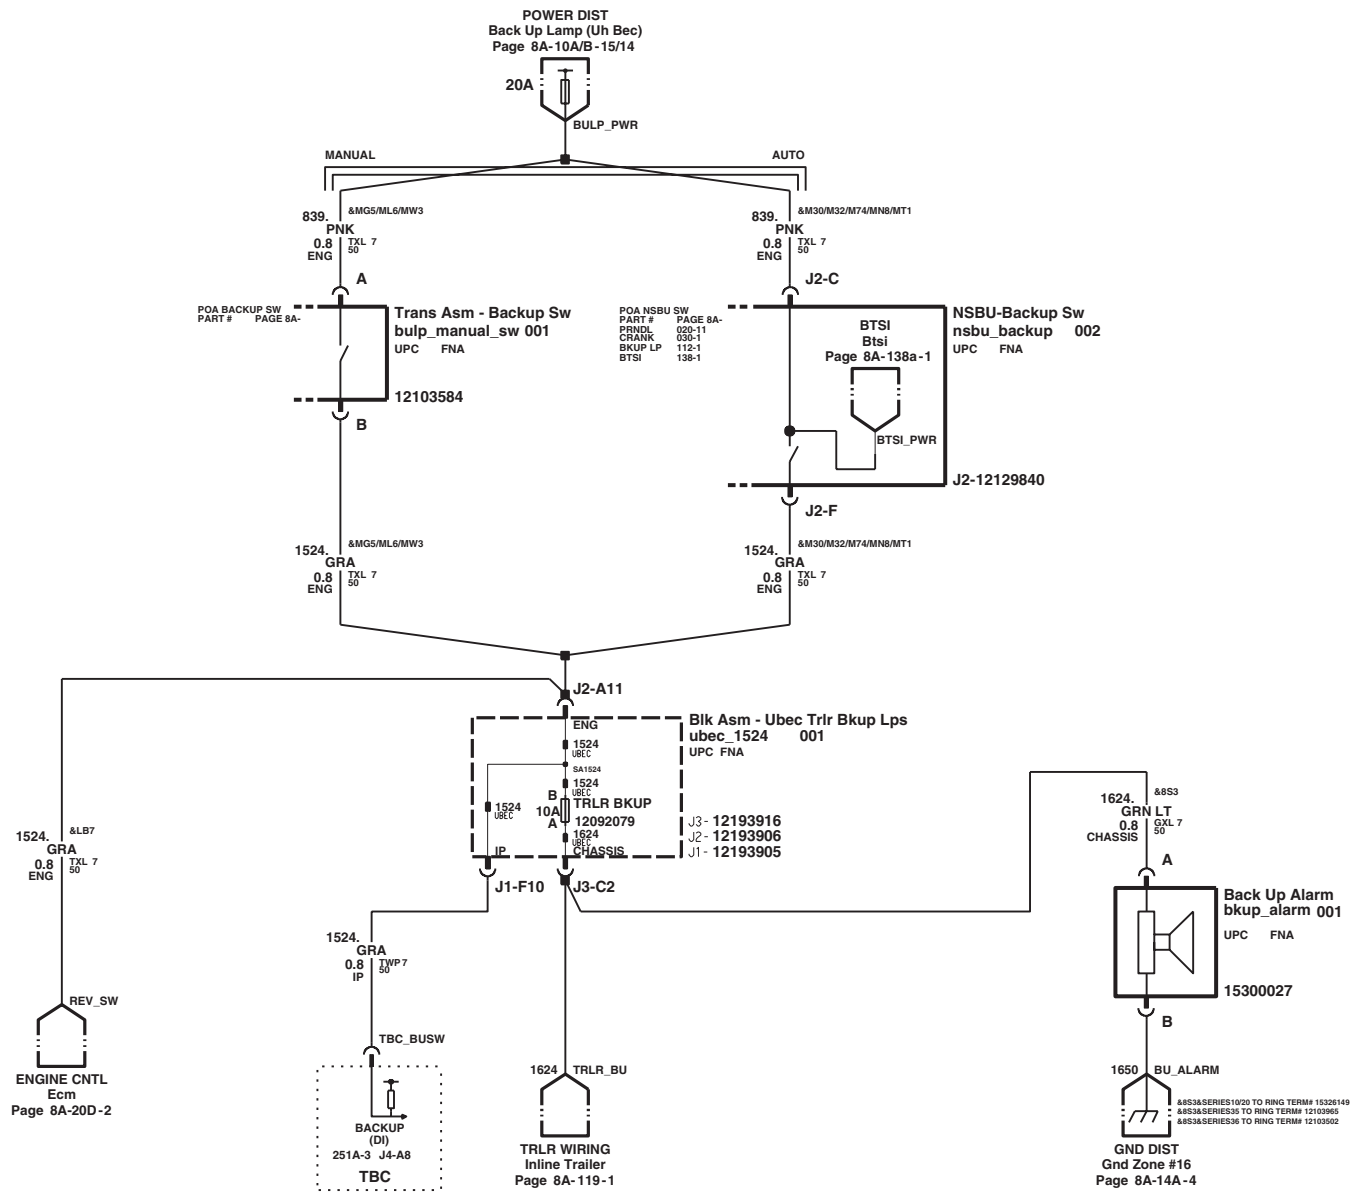 POWER DIST
Back Up Lamp (Uh Bec)
Page 8A-10A/B-15/14
20A
BULP_PWR
MANUAL
AUTO
839.
&MG5/ML6/MW3
PNK
0.8
TXL 7
50
ENG
A
839.
&M30/M32/M74/MN8/MT1
PNK
0.8
TXL 7
50
ENG
J2-C
POA BACKUP SW
PART # PAGE 8A-
Trans Asm - Backup Sw
bulp_manual_sw 001
UPC FNA
12103584
B
POA NSBU SW
PART # PAGE 8A-
PRNDL 020-11
CRANK 030-1
BKUP LP 112-1
BTSI 138-1
BTSI
Btsi
Page 8A-138a-1
BTSI_PWR
NSBU-Backup Sw
nsbu_backup 002
UPC FNA
J2-12129840
J2-F
1524.
&MG5/ML6/MW3
GRA
0.8
TXL 7
50
ENG
1524.
&M30/M32/M74/MN8/MT1
GRA
0.8
TXL 7
50
ENG
J2-A11
ENG
1524
UBEC
SA1524
1524
UBEC
B
10A
A
TRLR BKUP
12092079
1524
UBEC
1624
UBEC
IP
CHASSIS
Blk Asm - Ubec Trlr Bkup Lps
ubec_1524 001
UPC FNA
J3- 12193916
J2- 12193906
J1- 12193905
J1-F10
J3-C2
1524.
&LB7
GRA
0.8
TXL 7
50
ENG
REV_SW
ENGINE CNTL
Ecm
Page 8A-20D-2
1524.
GRA
0.8
TWP 7
50
IP
TBC_BUSW
BACKUP
(DI)
251A-3 J4-A8
TBC
1624
TRLR_BU
TRLR WIRING
Inline Trailer
Page 8A-119-1
1624.
&8S3
GRN LT
0.8
GXL 7
50
CHASSIS
A
Back Up Alarm
bkup_alarm 001
UPC FNA
15300027
B
1650
BU_ALARM
&8S3&SERIES10/20 TO RING TERM# 15326149
&8S3&SERIES35 TO RING TERM# 12103965
&8S3&SERIES36 TO RING TERM# 12103502
GND DIST
Gnd Zone #16
Page 8A-14A-4